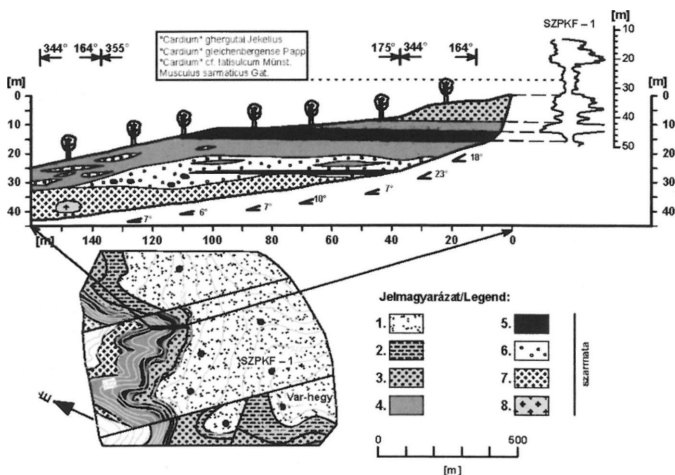 SZPKF – 1
[m]
10
20
30
40
50
"Cardium" ghergutai Jekelius
"Cardium" gleichenbergense Papp
"Cardium" cf. latisulcum Münst.
Musculus sarmaticus Gat.
344° 164° 355°
175° 344° 164°
[m]
0
10
20
30
40
[m]
0
10
20
30
40
18°
23°
7°
10°
7°
6°
7°
[m] 140 120 100 80 60 40 20 0
SZPKF – 1
Var-hegy
É
Jelmagyarázat/Legend:
1.
2.
3.
4.
5.
6.
7.
8.
szarmata
0 500
[m]